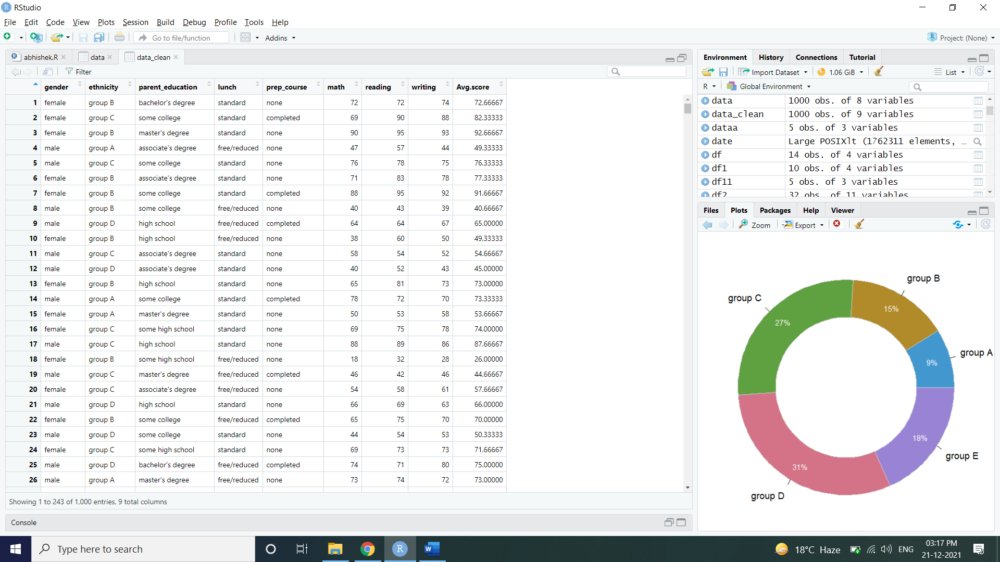 RStudio
File Edit Code View Plots Session Build Debug Profile Tools Help
Go to file/function Addins Project: (None)
abhishek.R data data_clean
Filter
gender ethnicity parent_education lunch prep_course math reading writing Avg.score
1 female group B bachelor's degree standard none 72 72 74 72.66667
2 female group C some college standard completed 69 90 88 82.33333
3 female group B master's degree standard none 90 95 93 92.66667
4 male group A associate's degree free/reduced none 47 57 44 49.33333
5 male group C some college standard none 76 78 75 76.33333
6 female group B associate's degree standard none 71 83 78 77.33333
7 female group B some college standard completed 88 95 92 91.66667
8 male group B some college free/reduced none 40 43 39 40.66667
9 male group D high school free/reduced completed 64 64 67 65.00000
10 female group B high school free/reduced none 38 60 50 49.33333
11 male group C associate's degree standard none 58 54 52 54.66667
12 male group D associate's degree standard none 40 52 43 45.00000
13 female group B high school standard none 65 81 73 73.00000
14 male group A some college standard completed 78 72 70 73.33333
15 female group A master's degree standard none 50 53 58 53.66667
16 female group C some high school standard none 69 75 78 74.00000
17 male group C high school standard none 88 89 86 87.66667
18 female group B some high school free/reduced none 18 32 28 26.00000
19 male group C master's degree free/reduced completed 46 42 46 44.66667
20 female group C associate's degree free/reduced none 54 58 61 57.66667
21 male group D high school standard none 66 69 63 66.00000
22 female group B some college free/reduced completed 65 75 70 70.00000
23 male group D some college standard none 44 54 53 50.33333
24 female group C some high school standard none 69 73 73 71.66667
25 male group D bachelor's degree free/reduced completed 74 71 80 75.00000
26 male group A master's degree free/reduced none 73 74 72 73.00000
Showing 1 to 243 of 1,000 entries, 9 total columns
Console
Environment History Connections Tutorial
Import Dataset 1.06 GiB List
R Global Environment
data 1000 obs. of 8 variables
data_clean 1000 obs. of 9 variables
dataa 5 obs. of 3 variables
date Large POSIXlt (1762311 elements, …
df 14 obs. of 4 variables
df1 10 obs. of 4 variables
df11 5 obs. of 3 variables
df2 32 obs. of 11 variables
Files Plots Packages Help Viewer
Zoom Export
group B
group C
15%
27%
group A
9%
18%
group E
31%
group D
Type here to search
18°C Haze ENG
03:17 PM
21-12-2021